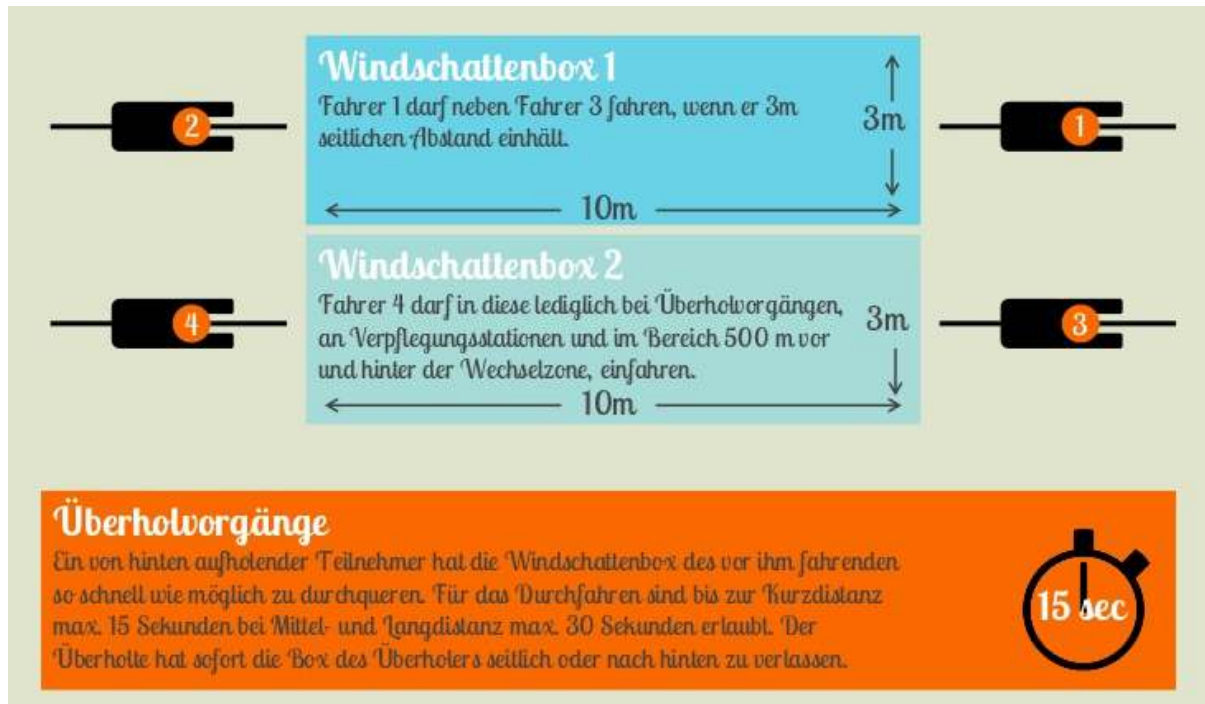 Windschattenbox 1
Fahrer 1 darf neben Fahrer 3 fahren, wenn er 3m
seitlichen Abstand einhält.
3m
10m
2
1
Windschattenbox 2
Fahrer 4 darf in diese lediglich bei Überholvorgängen,
an Verpflegungsstationen und im Bereich 500 m vor
und hinter der Wechselzone, einfahren.
3m
10m
4
3
Überholvorgänge
Ein von hinten aufholender Teilnehmer hat die Windschattenbox des vor ihm fahrenden
so schnell wie möglich zu durchqueren. Für das Durchfahren sind bis zur Kurzdistanz
max. 15 Sekunden bei Mittel- und Langdistanz max. 30 Sekunden erlaubt. Der
Überholte hat sofort die Box des Überholers seitlich oder nach hinten zu verlassen.
15 sec